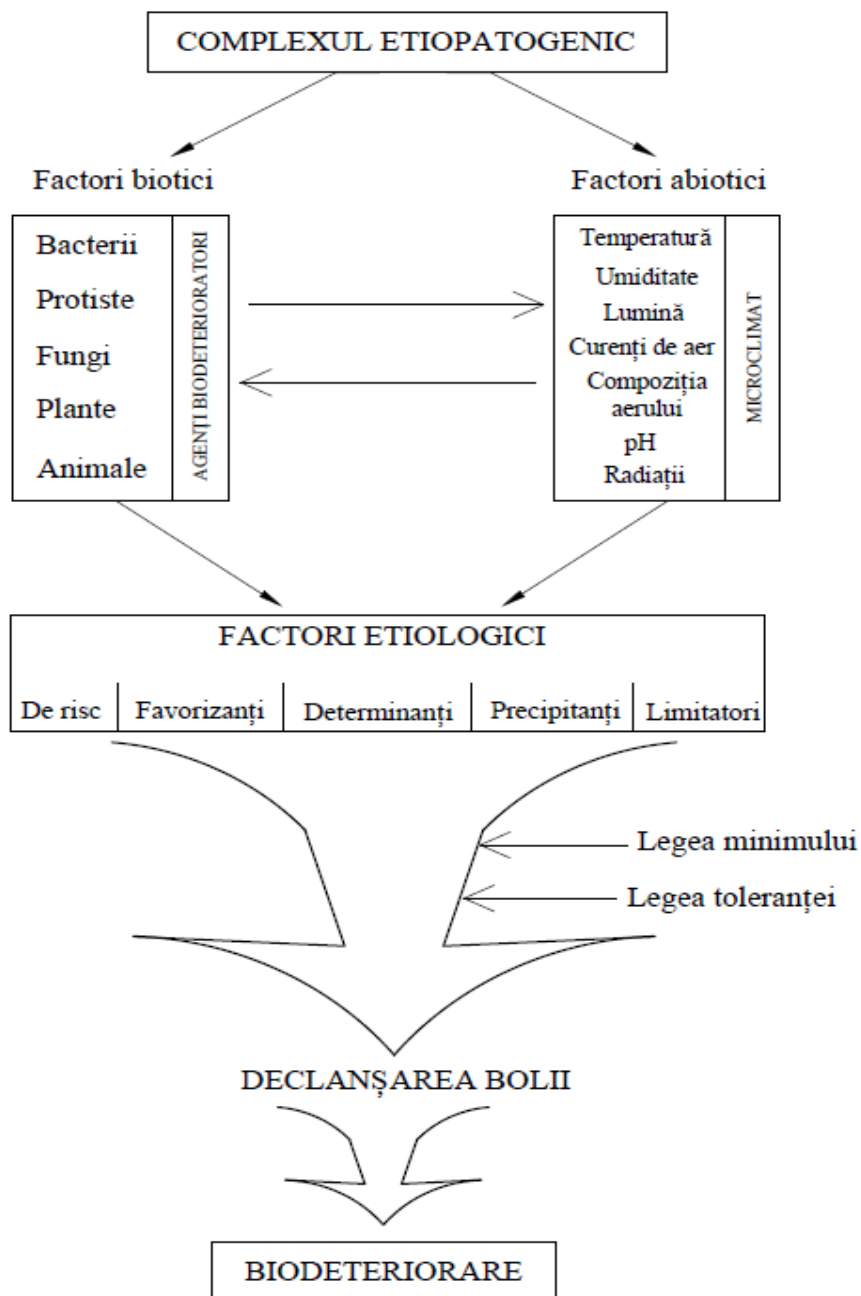 COMPLEXUL ETIOPATOGENIC
Factori biotici
Factori abiotici
Bacterii
Protiste
Fungi
Plante
Animale
AGENȚI BIODETERIORATORI
Temperatură
Umiditate
Lumină
Curenți de aer
Compoziția
aerului
pH
Radiații
MICROCLIMAT
FACTORI ETIOLOGICI
De risc
Favorizanți
Determinanți
Precipitanți
Limitatori
Legea minimului
Legea toleranței
DECLANȘAREA BOLII
BIODETERIORARE